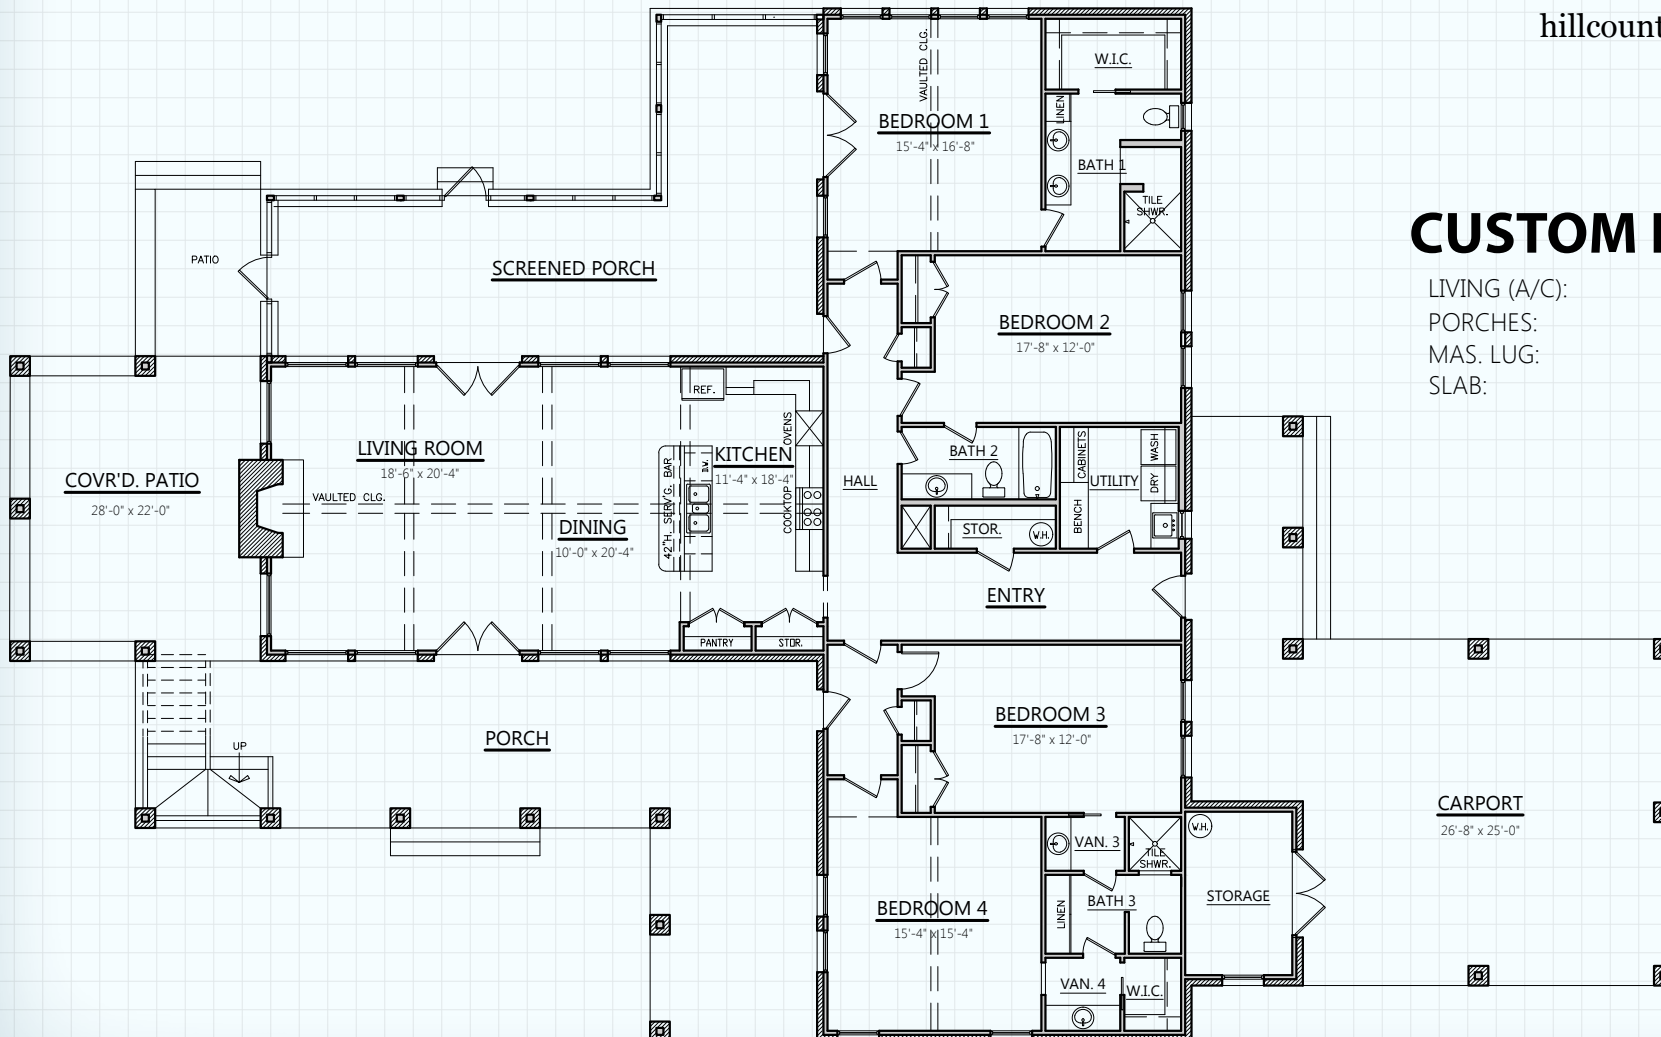 hillcount
CUSTOM
LIVING (A/C):
PORCHES:
MAS. LUG:
SLAB:
VAULTED CLG.
W.I.C.
LINEN
BEDROOM 1
15'-4" x 16'-8"
BATH 1
TILE
SHWR.
PATIO
SCREENED PORCH
BEDROOM 2
17'-8" x 12'-0"
REF.
OVENS
LIVING ROOM
18'-6" x 20'-4"
VAULTED CLG.
KITCHEN
11'-4" x 18'-4"
D.W.
42"H. SERV'G. BAR
COOKTOP
DINING
10'-0" x 20'-4"
COVR'D. PATIO
28'-0" x 22'-0"
HALL
BATH 2
CABINETS
WASH
UTILITY
DRY
BENCH
STOR.
W.H.
ENTRY
PANTRY
STOR.
BEDROOM 3
17'-8" x 12'-0"
PORCH
UP
CARPORT
26'-8" x 25'-0"
W.H.
VAN. 3
TILE
SHWR.
STORAGE
BEDROOM 4
15'-4" x 15'-4"
LINEN
BATH 3
VAN. 4
W.I.C.